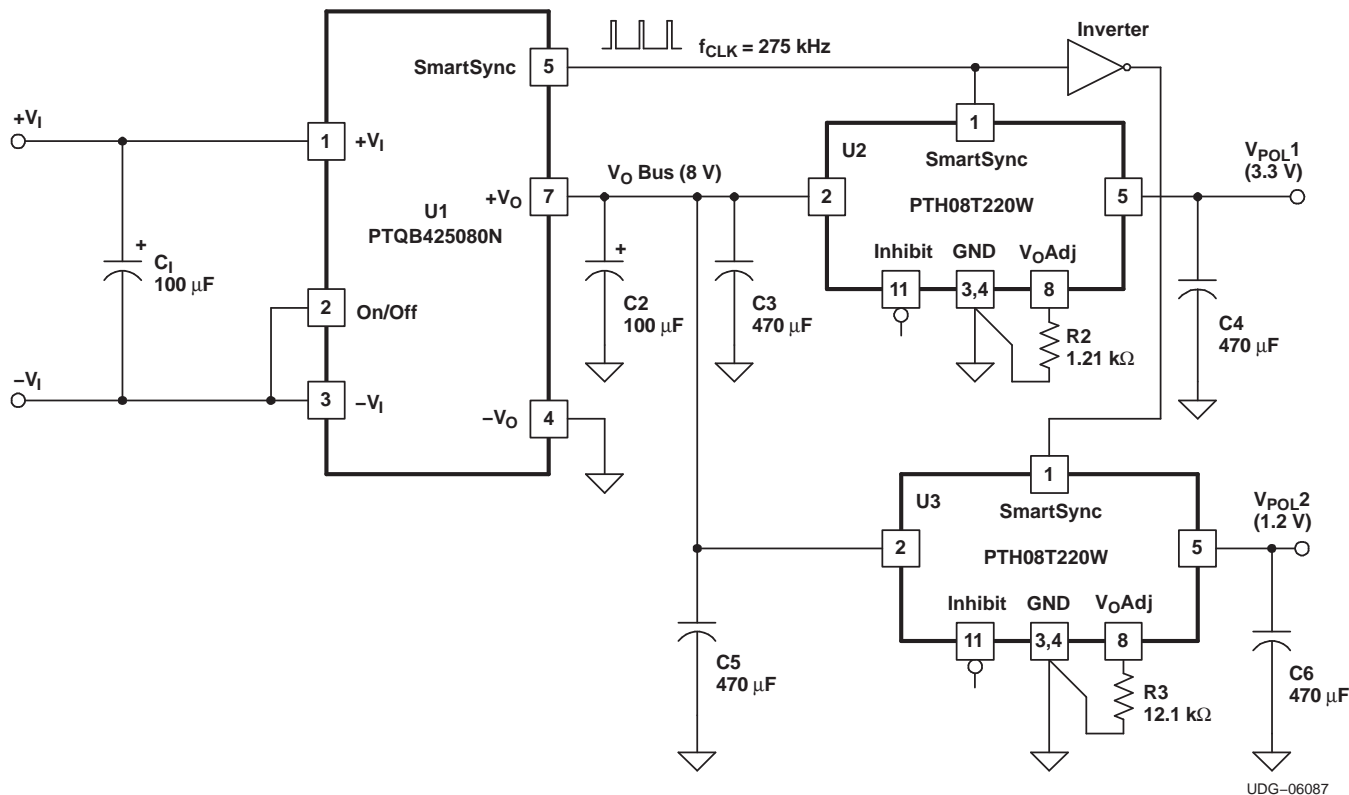 Inverter
f_CLK = 275 kHz
SmartSync
5
+V_I
1
+V_I
1
U2
SmartSync
V_POL1
(3.3 V)
V_O Bus (8 V)
+V_O
7
2
PTH08T220W
5
U1
PTQB425080N
+
C_I
100 μF
+
Inhibit
GND
V_OAdj
11
3,4
8
2
On/Off
C2
100 μF
C3
470 μF
R2
1.21 kΩ
C4
470 μF
−V_I
3
−V_I
−V_O
4
1
U3
SmartSync
V_POL2
(1.2 V)
2
PTH08T220W
5
Inhibit
GND
V_OAdj
11
3,4
8
C5
470 μF
R3
12.1 kΩ
C6
470 μF
UDG−06087